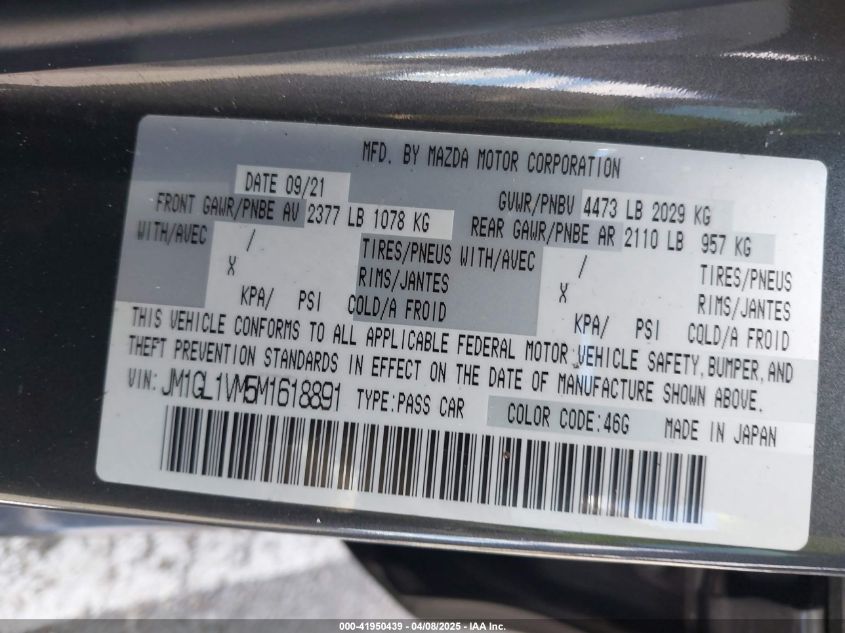 MFD. BY MAZDA MOTOR CORPORATION
DATE 09/21
GVWR/PNBV 4473 LB 2029 KG
FRONT GAWR/PNBE AV 2377 LB 1078 KG
REAR GAWR/PNBE AR 2110 LB 957 KG
WITH/AVEC / TIRES/PNEUS WITH/AVEC / TIRES/PNEUS
X RIMS/JANTES X RIMS/JANTES
KPA/ PSI COLD/A FROID KPA/ PSI COLD/A FROID
THIS VEHICLE CONFORMS TO ALL APPLICABLE FEDERAL MOTOR VEHICLE SAFETY, BUMPER, AND
THEFT PREVENTION STANDARDS IN EFFECT ON THE DATE OF MANUFACTURE SHOWN ABOVE.
VIN: JM1GL1VM5M1618891 TYPE:PASS CAR COLOR CODE:46G MADE IN JAPAN
000-41950439 - 04/08/2025 - IAA Inc.